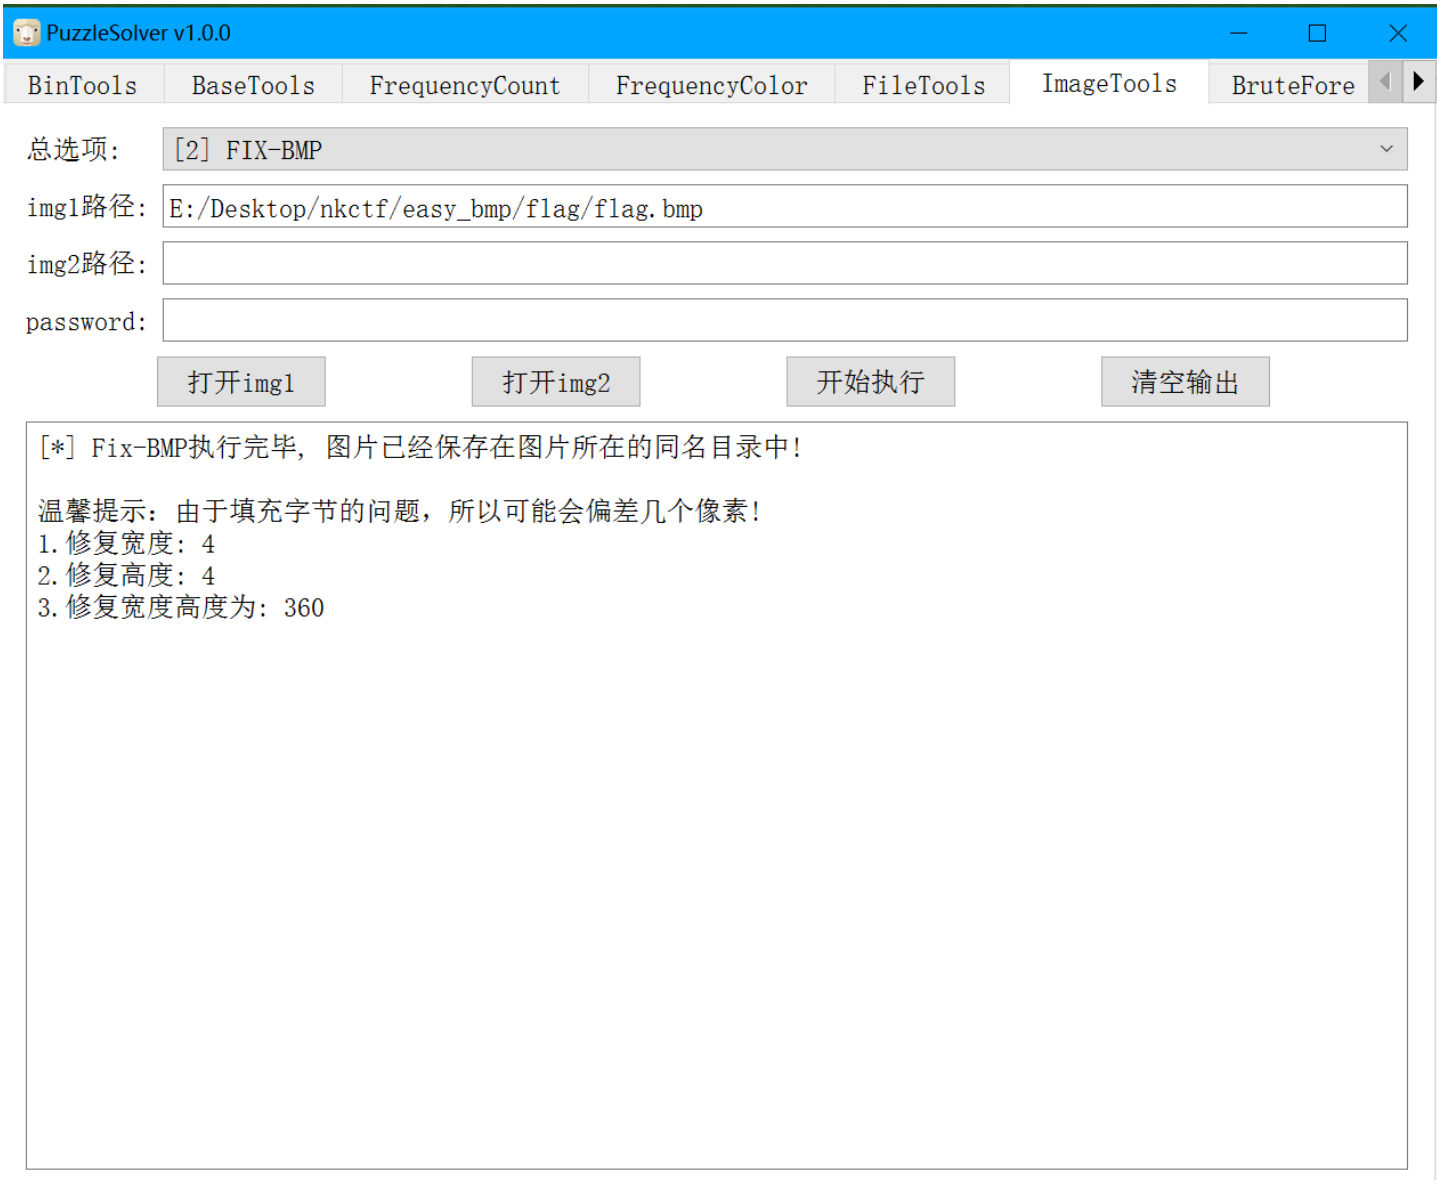 PuzzleSolver v1.0.0
BinTools BaseTools FrequencyCount FrequencyColor FileTools ImageTools BruteFore
总选项: [2] FIX-BMP
img1路径: E:/Desktop/nkctf/easy_bmp/flag/flag.bmp
img2路径:
password:
打开img1 打开img2 开始执行 清空输出
[*] Fix-BMP执行完毕, 图片已经保存在图片所在的同名目录中!
温馨提示: 由于填充字节的问题, 所以可能会偏差几个像素!
1.修复宽度: 4
2.修复高度: 4
3.修复宽度高度为: 360